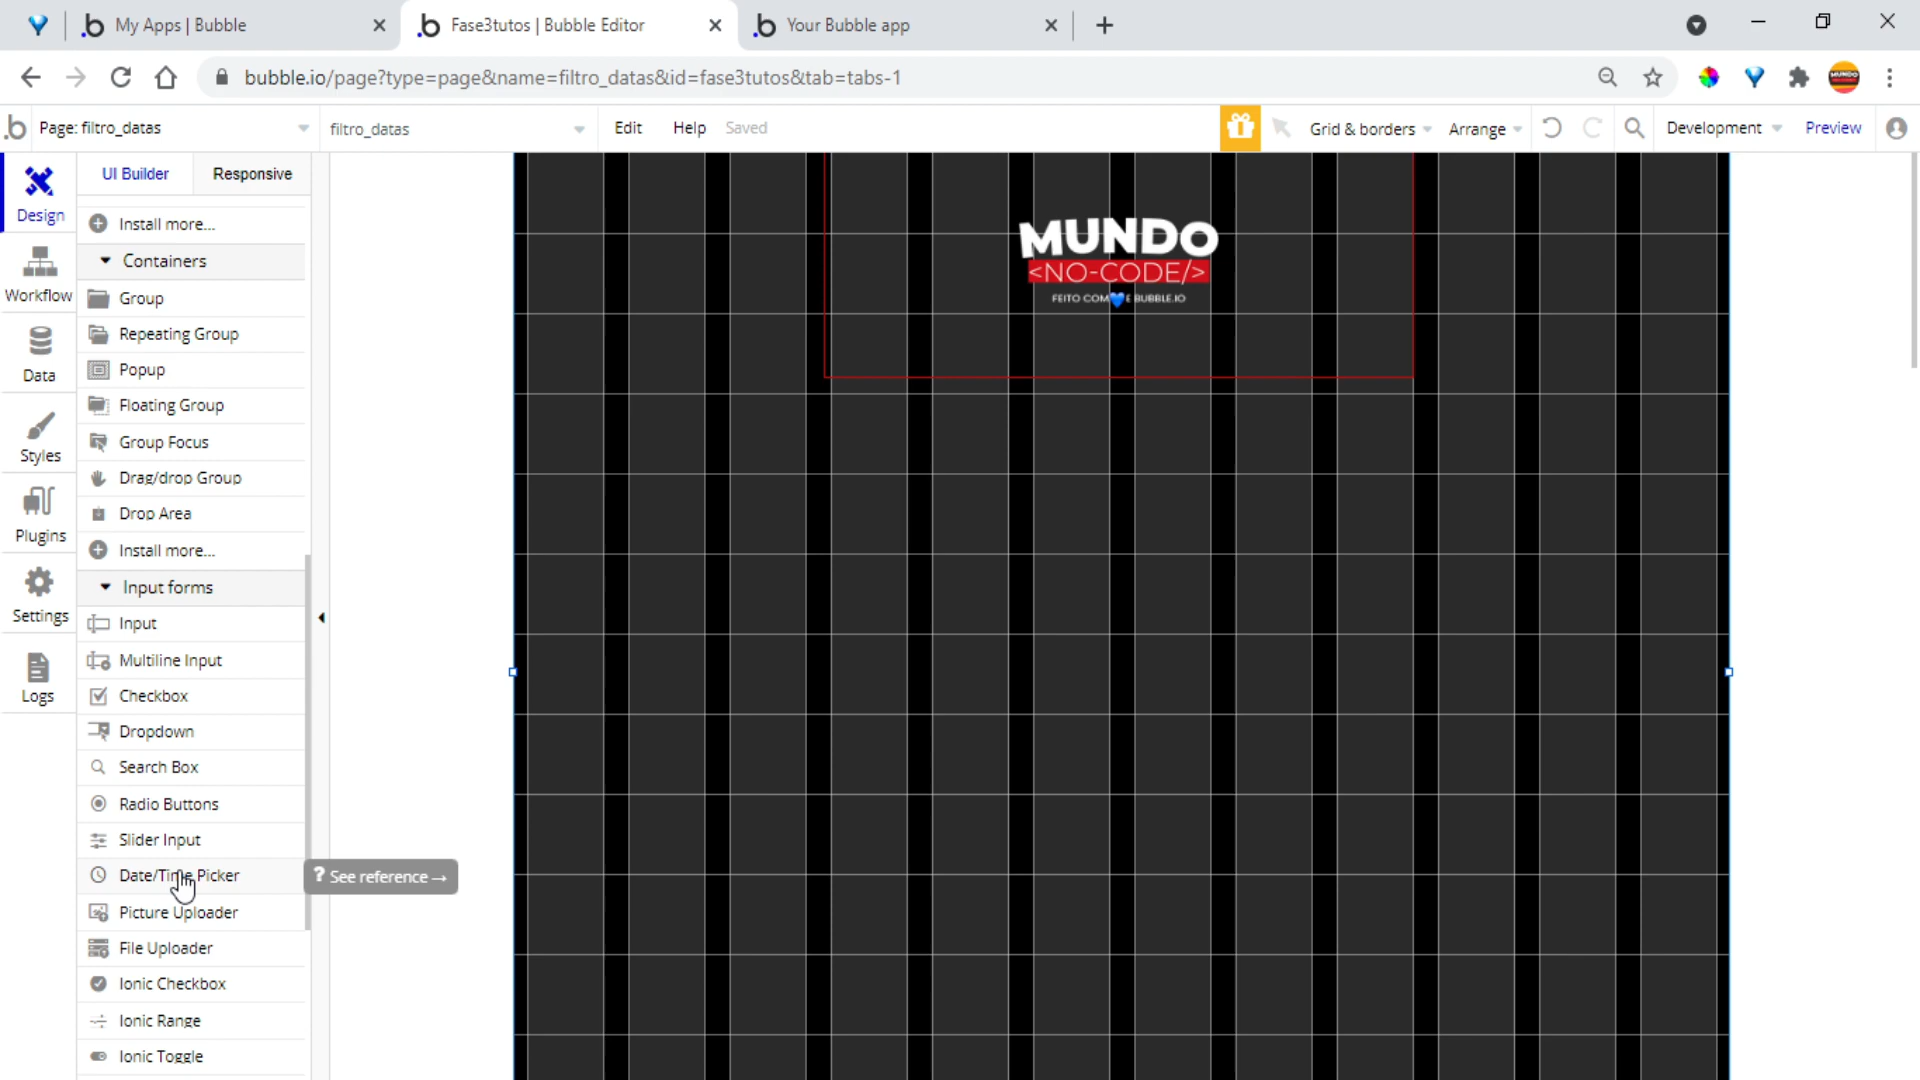 My Apps | Bubble
Fase3tutos | Bubble Editor
Your Bubble app
bubble.io/page?type=page&name=filtro_datas&id=fase3tutos&tab=tabs-1
Page: filtro_datas
filtro_datas
Edit
Help
Saved
Grid & borders
Arrange
Development
Preview
Design
Workflow
Data
Styles
Plugins
Settings
Logs
UI Builder
Responsive
Install more...
Containers
Group
Repeating Group
Popup
Floating Group
Group Focus
Drag/drop Group
Drop Area
Install more...
Input forms
Input
Multiline Input
Checkbox
Dropdown
Search Box
Radio Buttons
Slider Input
Date/Time Picker
? See reference →
Picture Uploader
File Uploader
Ionic Checkbox
Ionic Range
Ionic Toggle
MUNDO
<NO-CODE/>
FEITO COM💙E BUBBLE.IO